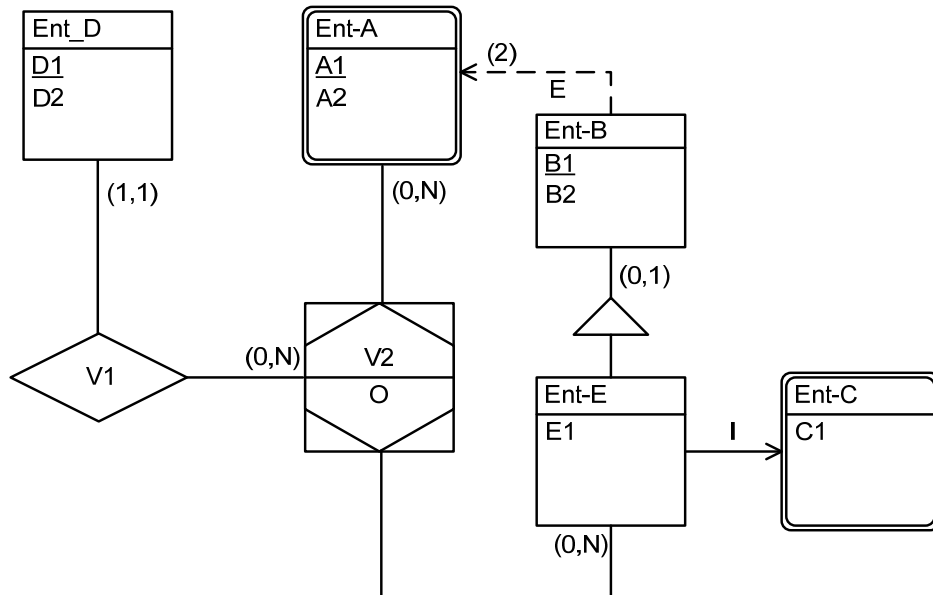 Ent_D
D1
D2
Ent-A
A1
A2
(2)
E
Ent-B
B1
B2
(1,1)
(0,N)
(0,1)
V1
(0,N)
V2
O
Ent-E
E1
I
Ent-C
C1
(0,N)